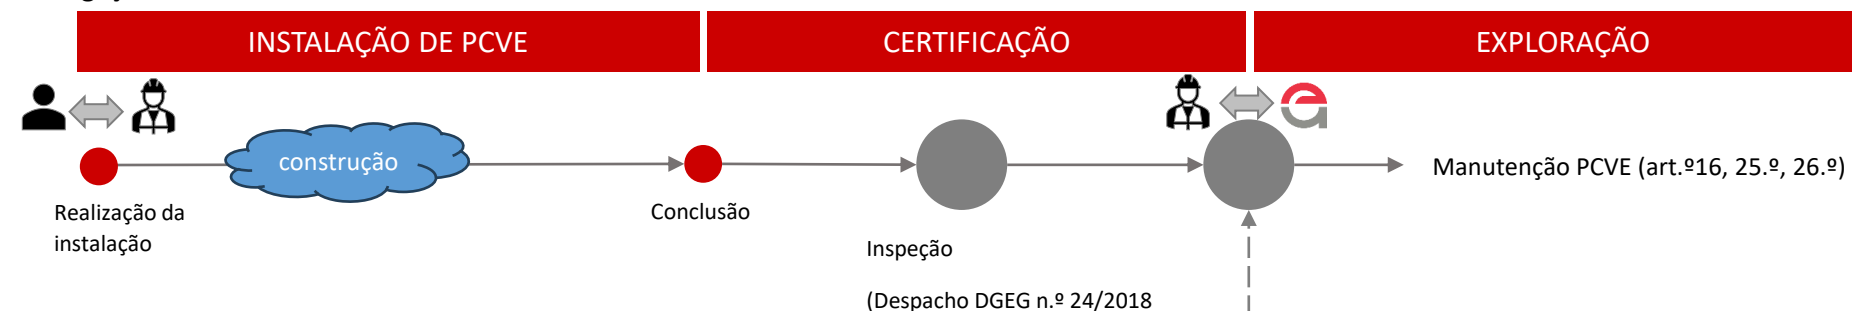 INSTALAÇÃO DE PCVE
CERTIFICAÇÃO
EXPLORAÇÃO
construção
Manutenção PCVE (art.º16, 25.º, 26.º)
Realização da
instalação
Conclusão
Inspeção
(Despacho DGEG n.º 24/2018